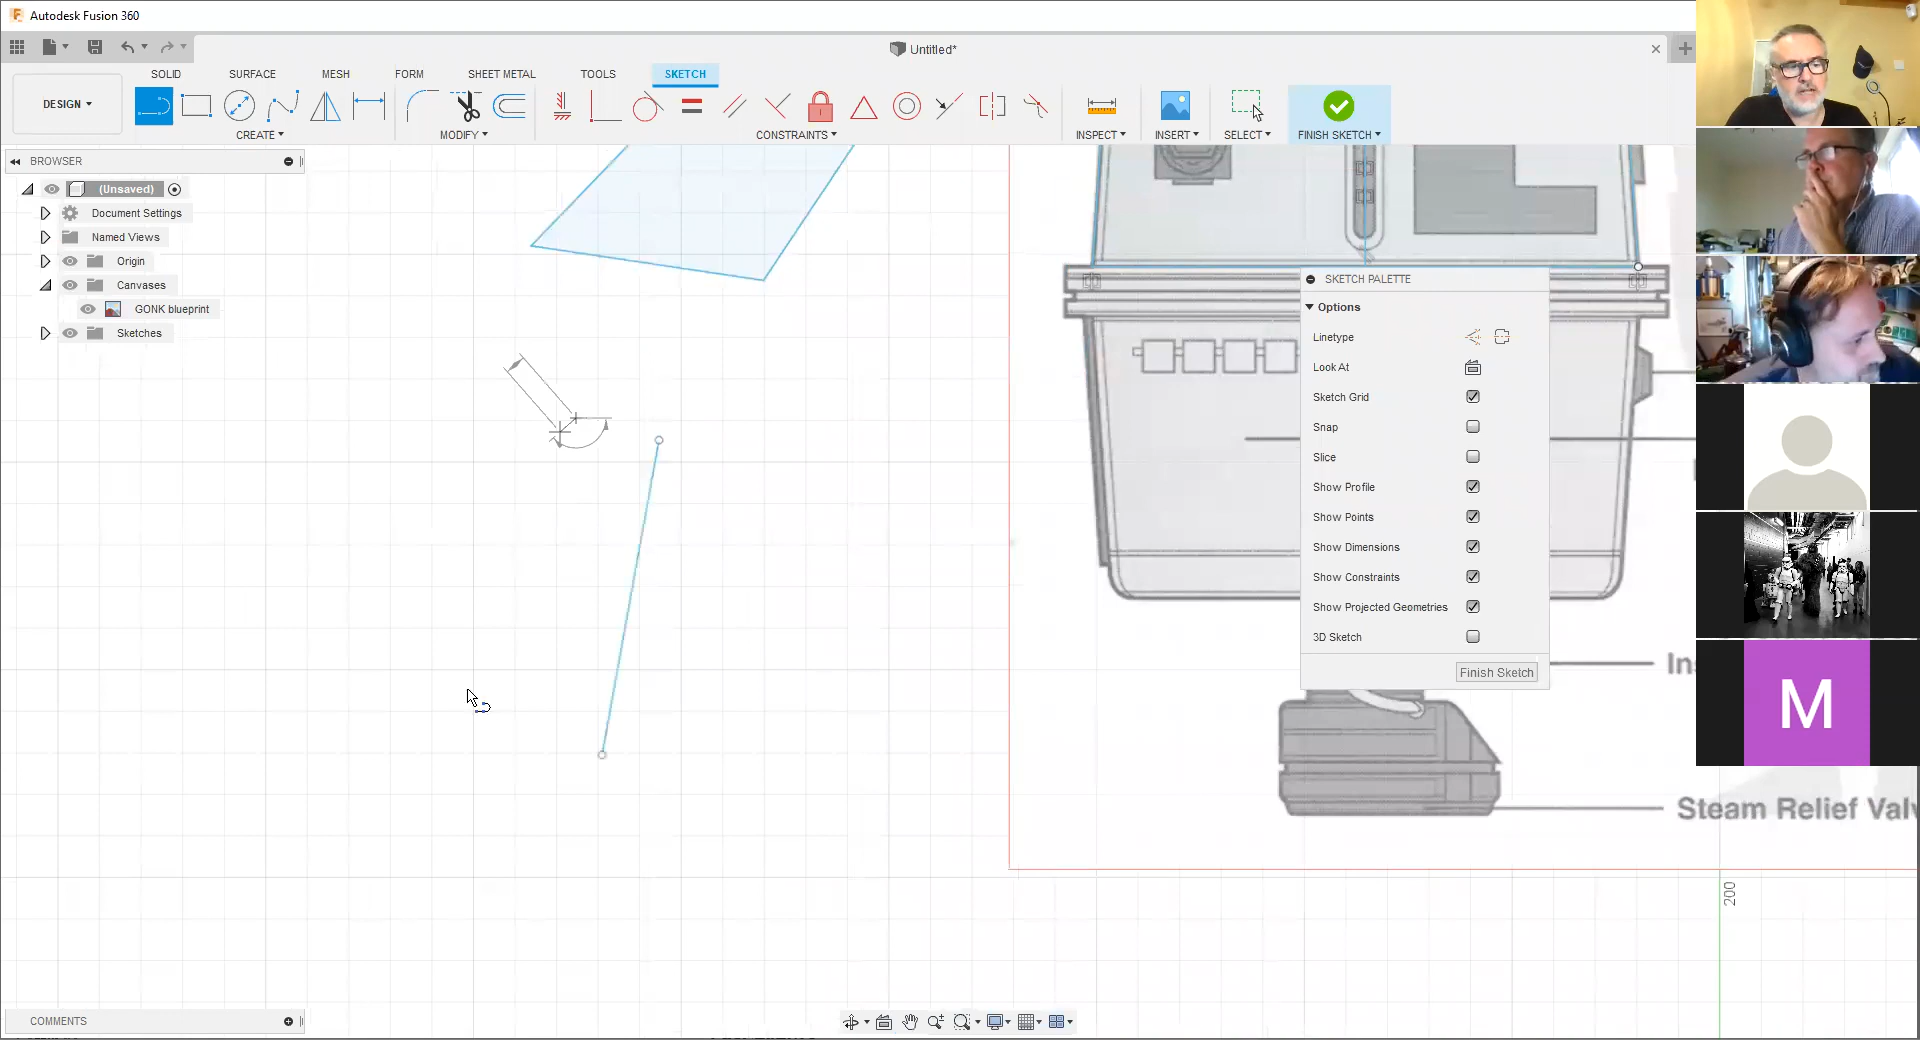 Autodesk Fusion 360
Untitled*
SOLID
SURFACE
MESH
FORM
SHEET METAL
TOOLS
SKETCH
DESIGN
CREATE
MODIFY
CONSTRAINTS
INSPECT
INSERT
SELECT
FINISH SKETCH
BROWSER
(Unsaved)
Document Settings
Named Views
Origin
Canvases
GONK blueprint
Sketches
SKETCH PALETTE
Options
Linetype
Look At
Sketch Grid
Snap
Slice
Show Profile
Show Points
Show Dimensions
Show Constraints
Show Projected Geometries
3D Sketch
Finish Sketch
M
Steam Relief
200
COMMENTS